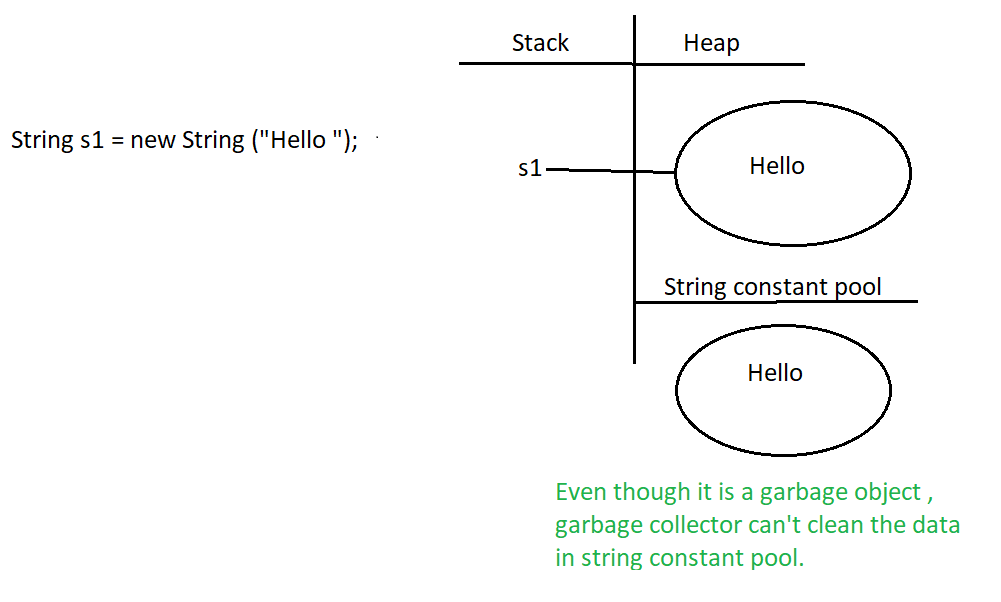 Stack Heap
String s1 = new String ("Hello ");
s1 Hello
String constant pool
Hello
Even though it is a garbage object ,
garbage collector can't clean the data
in string constant pool.